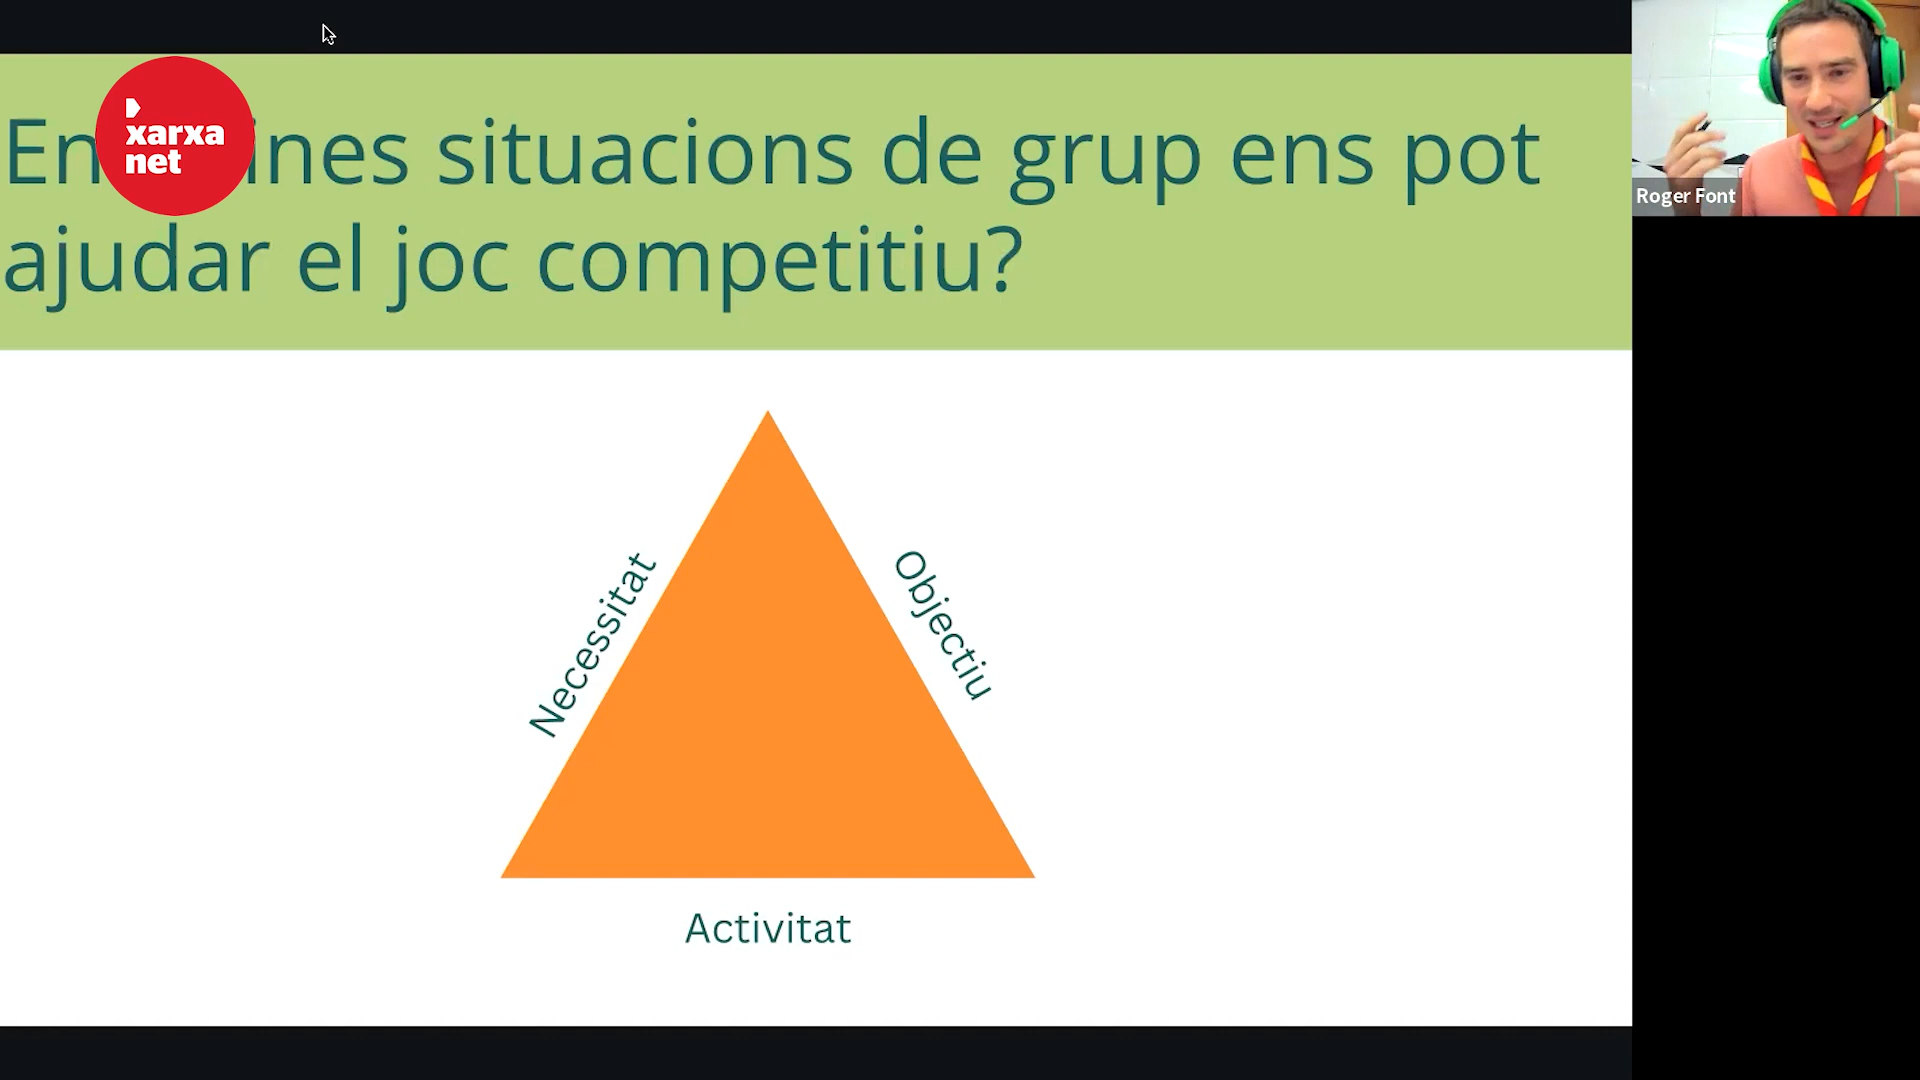 En ines situacions de grup ens pot
ajudar el joc competitiu?
xarxa
net
Roger Font
Necessitat
Objectiu
Activitat